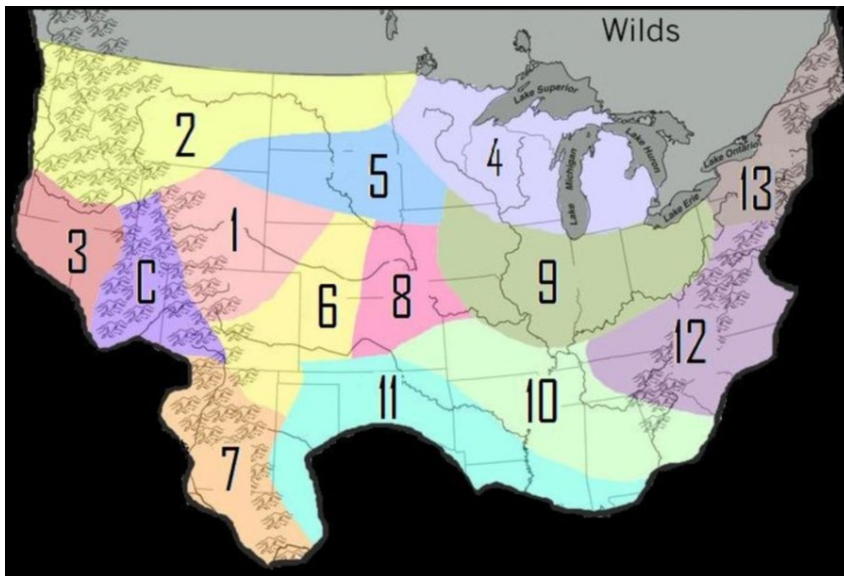 Wilds
Lake Superior
2
4
Lake Huron
Lake Michigan
Lake Ontario
5
13
Lake Erie
1
3
C
9
6
8
12
11
10
7